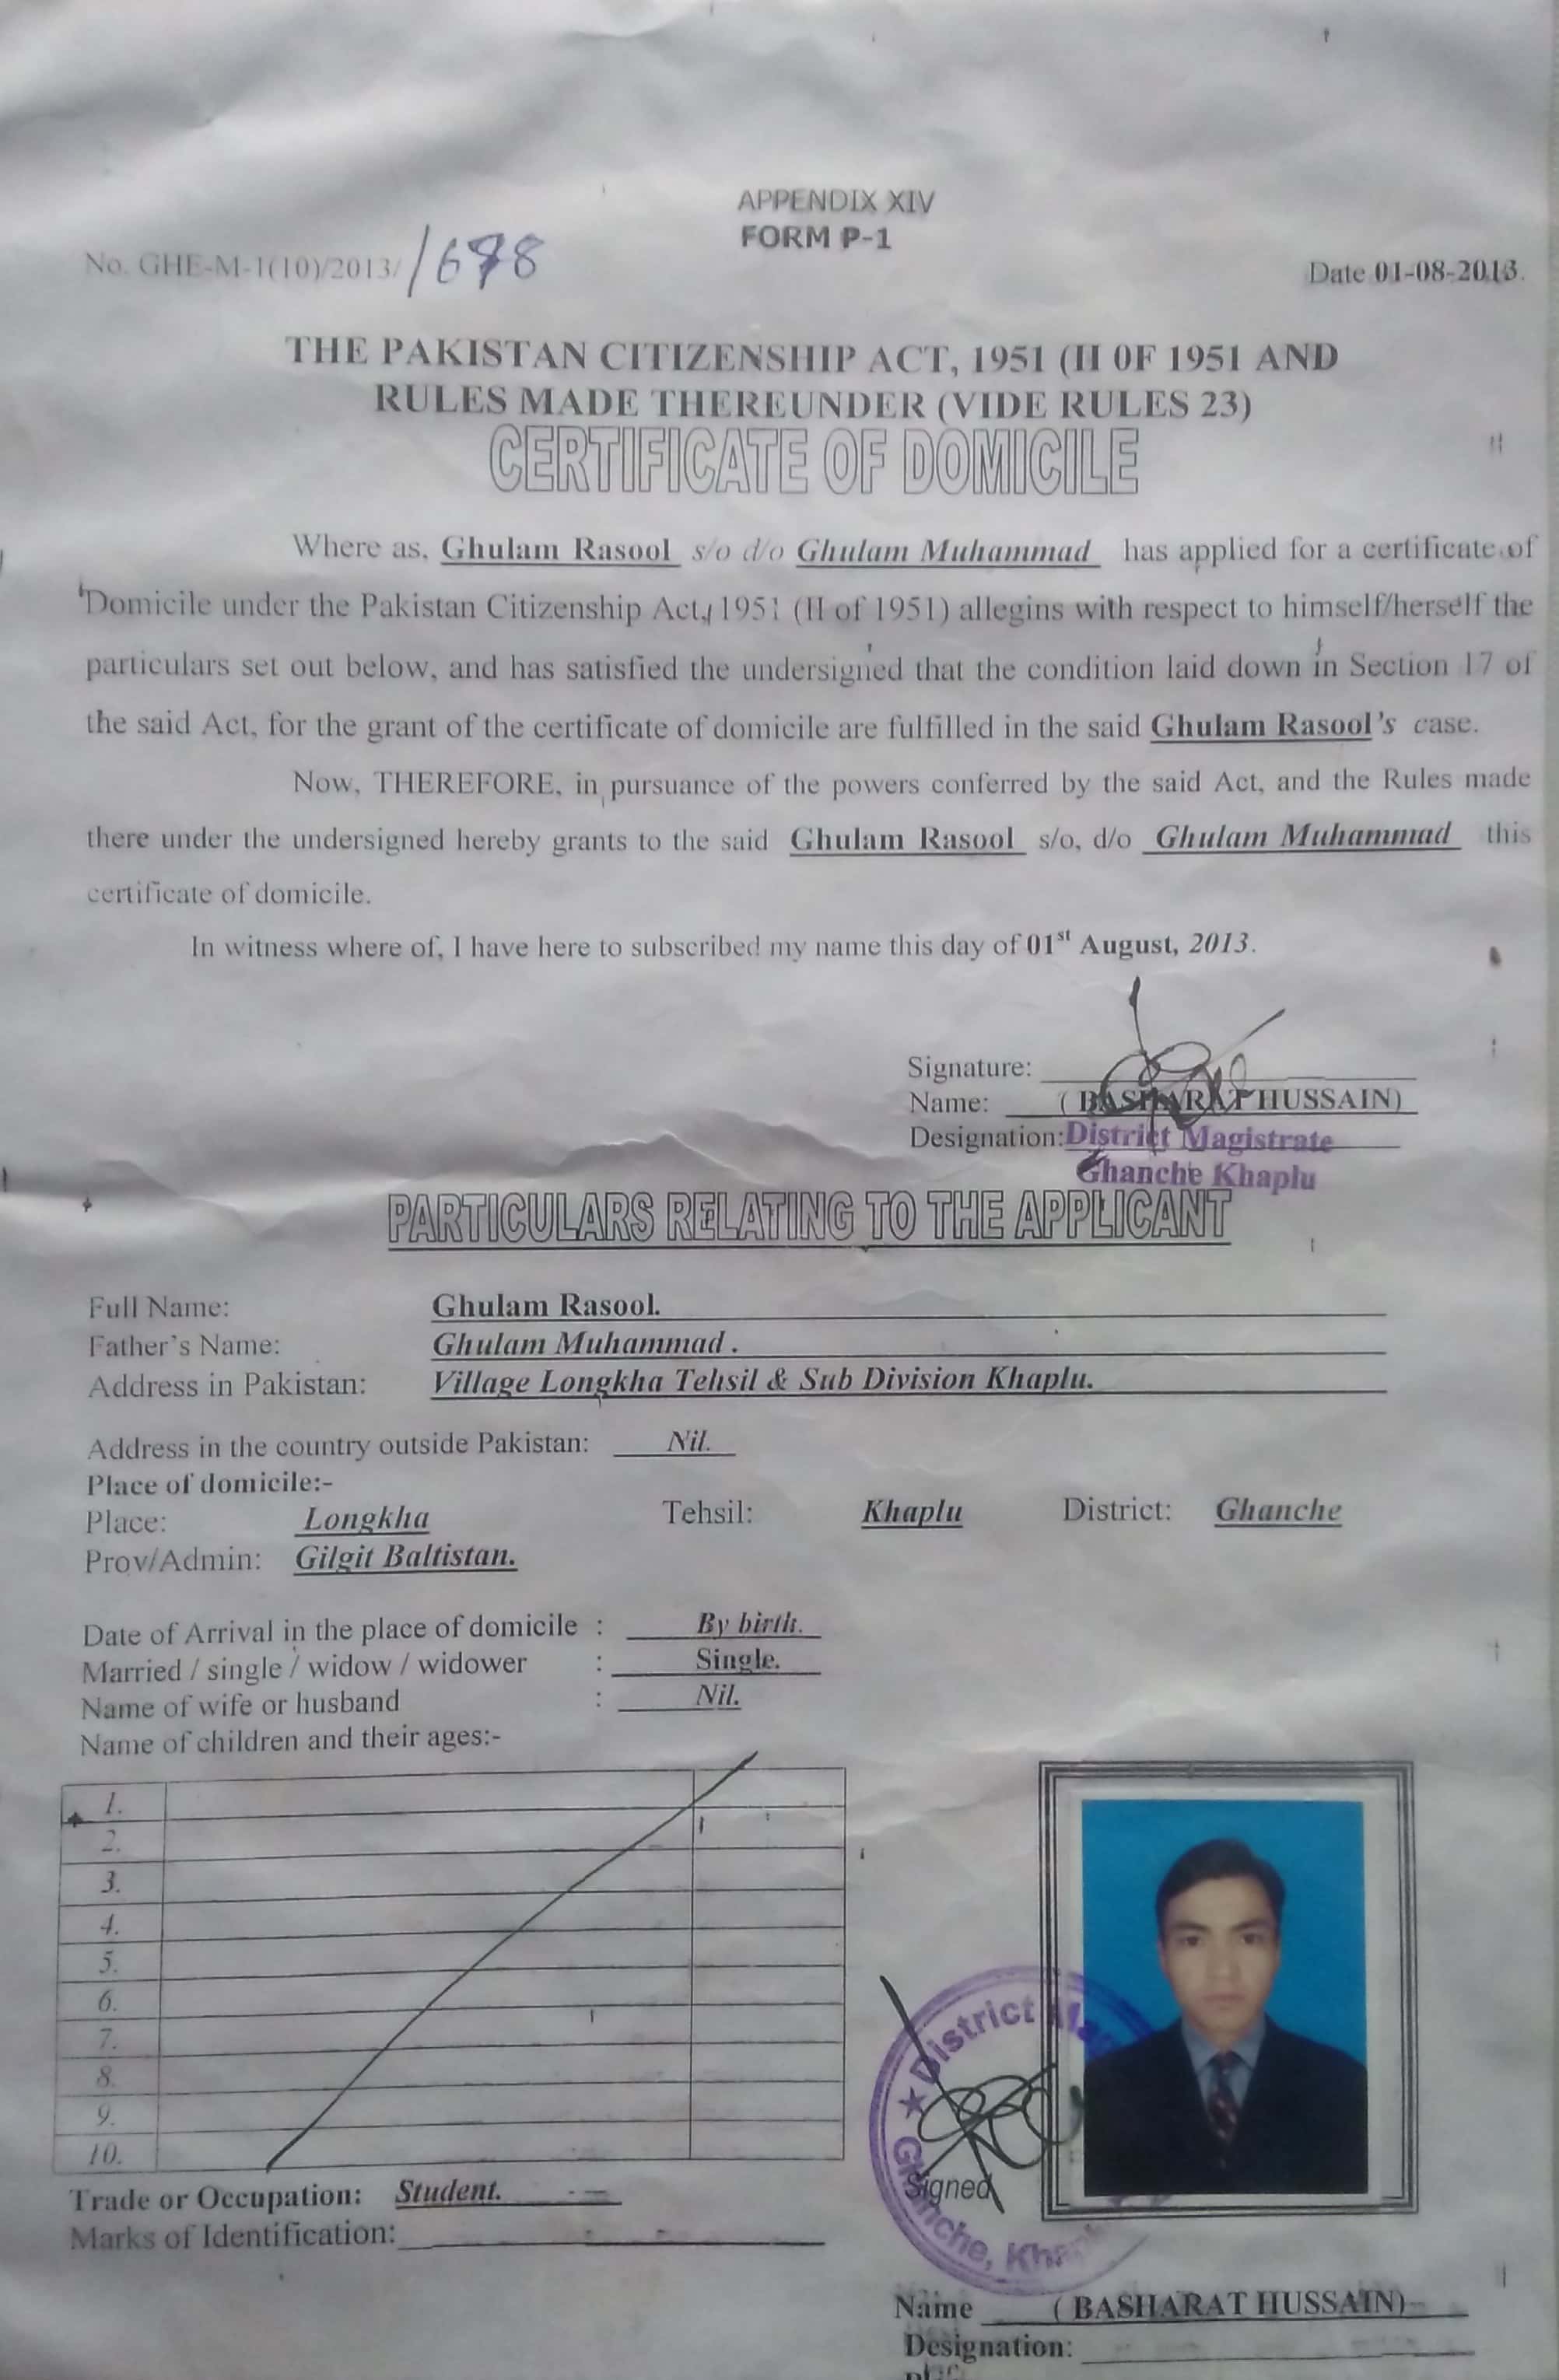 APPENDIX XIV
FORM P-1
No. GHE-M-1(10)/2013/ /678
Date 01-08-2013.
THE PAKISTAN CITIZENSHIP ACT, 1951 (II 0F 1951 AND
RULES MADE THEREUNDER (VIDE RULES 23)
CERTIFICATE OF DOMICILE
Where as, Ghulam Rasool s/o d/o Ghulam Muhammad has applied for a certificate of
Domicile under the Pakistan Citizenship Act, 1951 (II of 1951) allegins with respect to himself/herself the
particulars set out below, and has satisfied the undersigned that the condition laid down in Section 17 of
the said Act, for the grant of the certificate of domicile are fulfilled in the said Ghulam Rasool's case.
Now, THEREFORE, in pursuance of the powers conferred by the said Act, and the Rules made
there under the undersigned hereby grants to the said Ghulam Rasool s/o, d/o Ghulam Muhammad this
certificate of domicile.
In witness where of, I have here to subscribed my name this day of 01st August, 2013.
Signature:
Name: ( BASHARAT HUSSAIN)
Designation: District Magistrate
Ghanche Khaplu
PARTICULARS RELATING TO THE APPLICANT
Full Name: Ghulam Rasool.
Father's Name: Ghulam Muhammad .
Address in Pakistan: Village Longkha Tehsil & Sub Division Khaplu.
Address in the country outside Pakistan: Nil.
Place of domicile:-
Place: Longkha Tehsil: Khaplu District: Ghanche
Prov/Admin: Gilgit Baltistan.
Date of Arrival in the place of domicile : By birth.
Married / single / widow / widower : Single.
Name of wife or husband : Nil.
Name of children and their ages:-
1.
2.
3.
4.
5.
6.
7.
8.
9.
10.
Trade or Occupation: Student.
Marks of Identification:
District
Ghanche,
Signed
Name ( BASHARAT HUSSAIN)
Designation: